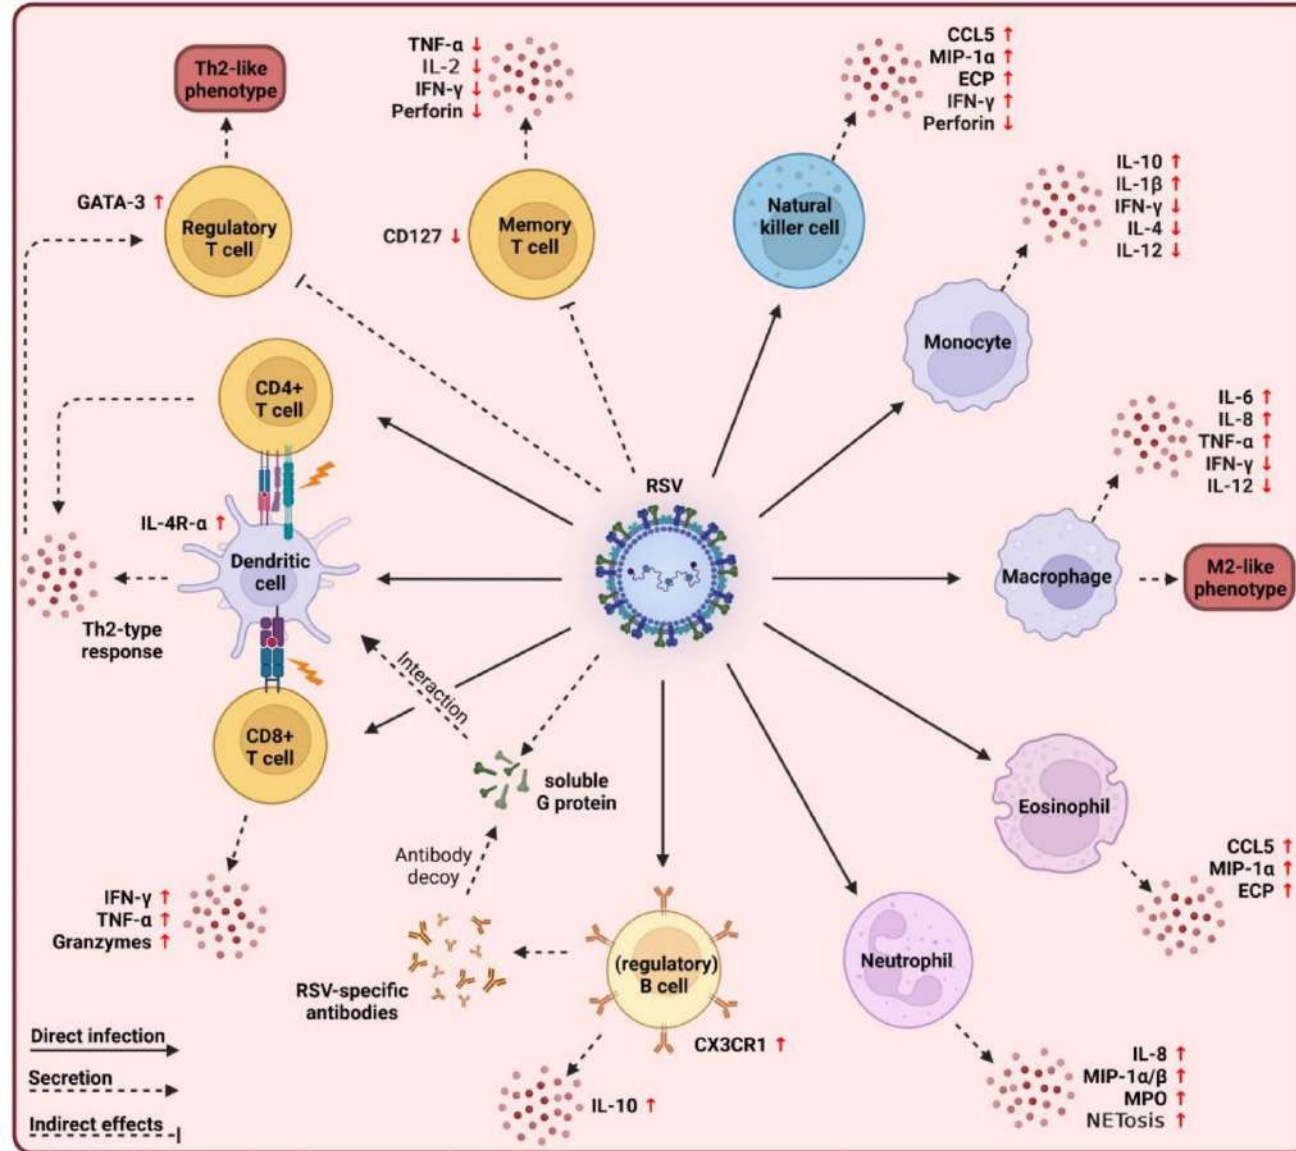 Th2-like
phenotype
GATA-3 ↑
Regulatory
T cell
TNF-α ↓
IL-2 ↓
IFN-γ ↓
Perforin ↓
CD127 ↓
Memory
T cell
CCL5 ↑
MIP-1α ↑
ECP ↑
IFN-γ ↑
Perforin ↓
Natural
killer cell
IL-10 ↑
IL-1β ↑
IFN-γ ↓
IL-4 ↓
IL-12 ↓
Monocyte
CD4+
T cell
IL-6 ↑
IL-8 ↑
TNF-α ↑
IFN-γ ↓
IL-12 ↓
RSV
IL-4R-α ↑
Dendritic
cell
Macrophage
M2-like
phenotype
Th2-type
response
Interaction
CD8+
T cell
soluble
G protein
Eosinophil
Antibody
decoy
CCL5 ↑
MIP-1α ↑
ECP ↑
IFN-γ ↑
TNF-α ↑
Granzymes ↑
RSV-specific
antibodies
(regulatory)
B cell
Neutrophil
CX3CR1 ↑
IL-10 ↑
IL-8 ↑
MIP-1α/β ↑
MPO ↑
NETosis ↑
Direct infection
Secretion
Indirect effects